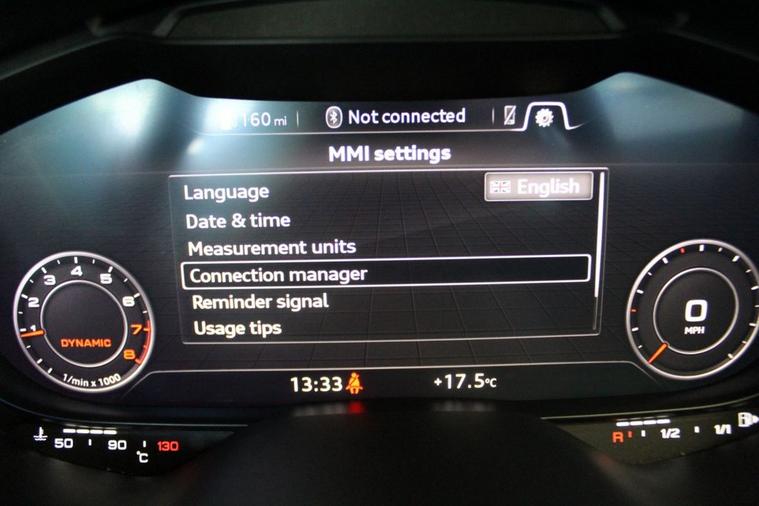 160 mi
Not connected
MMI settings
Language
English
Date & time
Measurement units
Connection manager
Reminder signal
Usage tips
1 2 3 4 5 6 7 8
DYNAMIC
1/min x 1000
0
MPH
13:33
+17.5°C
50 90 130
°C
R 1/2 1/1